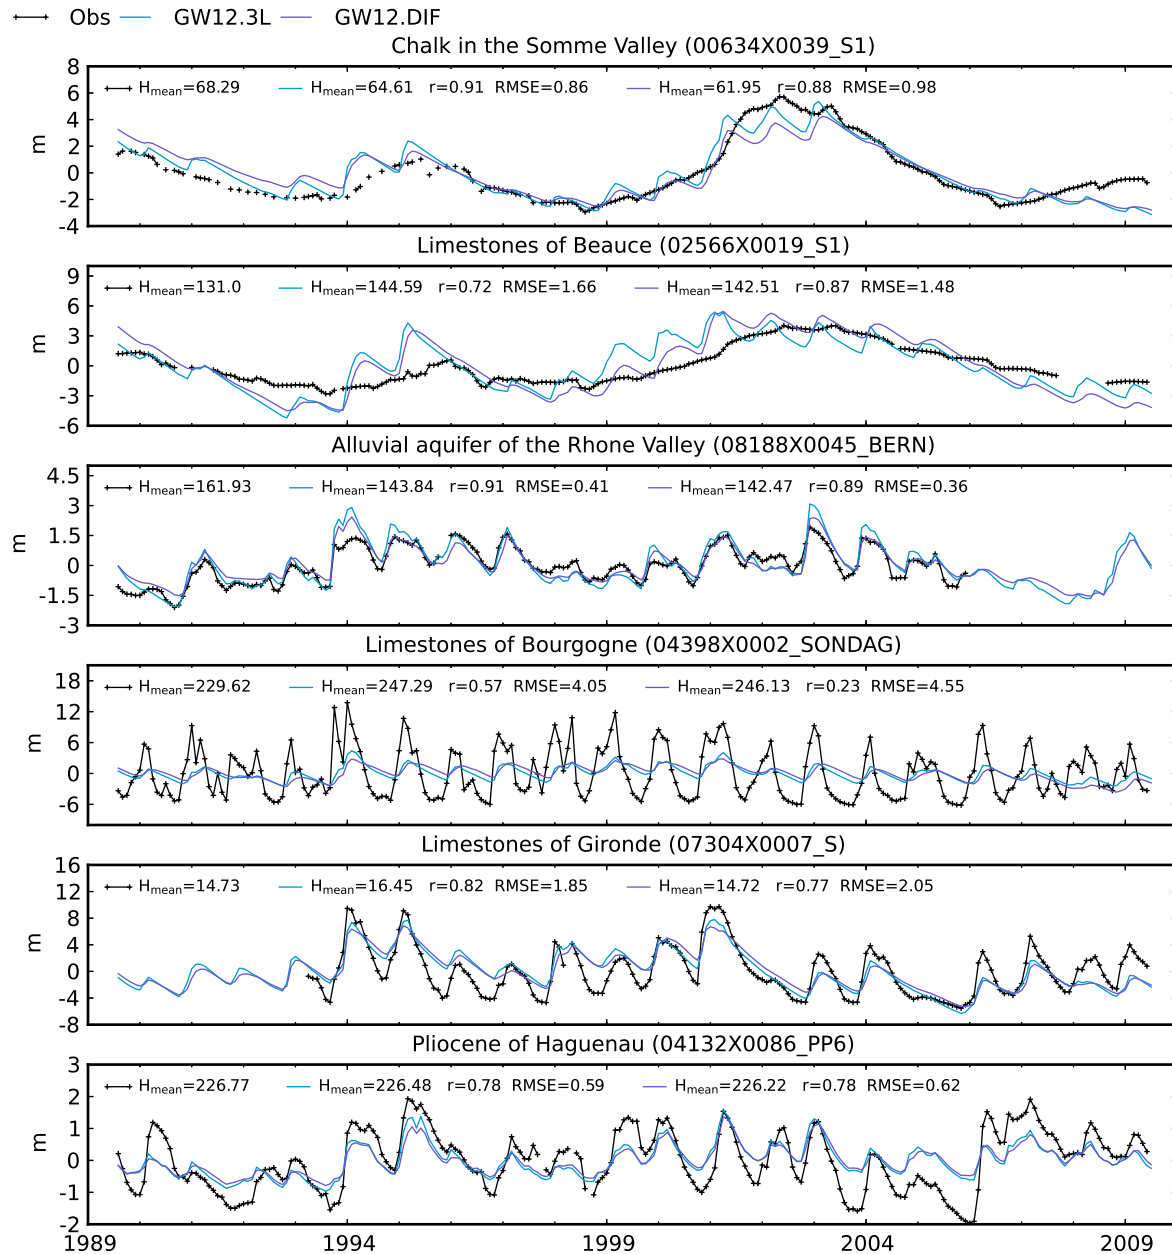 Obs GW12.3L GW12.DIF
Chalk in the Somme Valley (00634X0039_S1)
8
6
4
2
0
-2
-4
m
Hmean=68.29 Hmean=64.61 r=0.91 RMSE=0.86 Hmean=61.95 r=0.88 RMSE=0.98
Limestones of Beauce (02566X0019_S1)
9
6
3
0
-3
-6
m
Hmean=131.0 Hmean=144.59 r=0.72 RMSE=1.66 Hmean=142.51 r=0.87 RMSE=1.48
Alluvial aquifer of the Rhone Valley (08188X0045_BERN)
4.5
3
1.5
0
-1.5
-3
m
Hmean=161.93 Hmean=143.84 r=0.91 RMSE=0.41 Hmean=142.47 r=0.89 RMSE=0.36
Limestones of Bourgogne (04398X0002_SONDAG)
18
12
6
0
-6
m
Hmean=229.62 Hmean=247.29 r=0.57 RMSE=4.05 Hmean=246.13 r=0.23 RMSE=4.55
Limestones of Gironde (07304X0007_S)
16
12
8
4
0
-4
-8
m
Hmean=14.73 Hmean=16.45 r=0.82 RMSE=1.85 Hmean=14.72 r=0.77 RMSE=2.05
Pliocene of Haguenau (04132X0086_PP6)
3
2
1
0
-1
-2
m
Hmean=226.77 Hmean=226.48 r=0.78 RMSE=0.59 Hmean=226.22 r=0.78 RMSE=0.62
1989 1994 1999 2004 2009